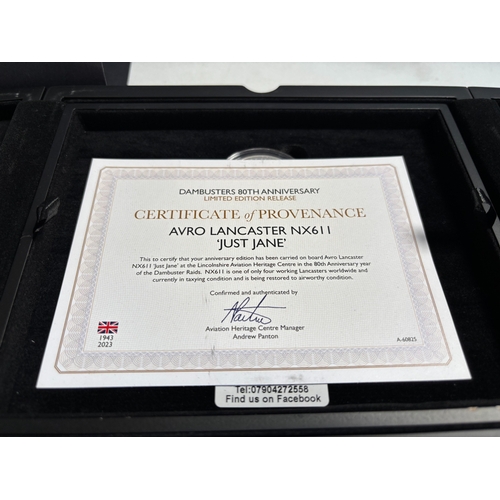 DAMBUSTERS 80TH ANNIVERSARY
LIMITED EDITION RELEASE
CERTIFICATE of PROVENANCE
AVRO LANCASTER NX611
'JUST JANE'
This to certify that your anniversary edition has been carried on board Avro Lancaster
NX611 'Just Jane' at the Lincolnshire Aviation Heritage Centre in the 80th Anniversary year
of the Dambuster Raids. NX611 is one of only four working Lancasters worldwide and
currently in taxying condition and is being restored to airworthy condition.
Confirmed and authenticated by
Aviation Heritage Centre Manager
Andrew Panton
1943
2023
A-60825
Tel:07904272558
Find us on Facebook